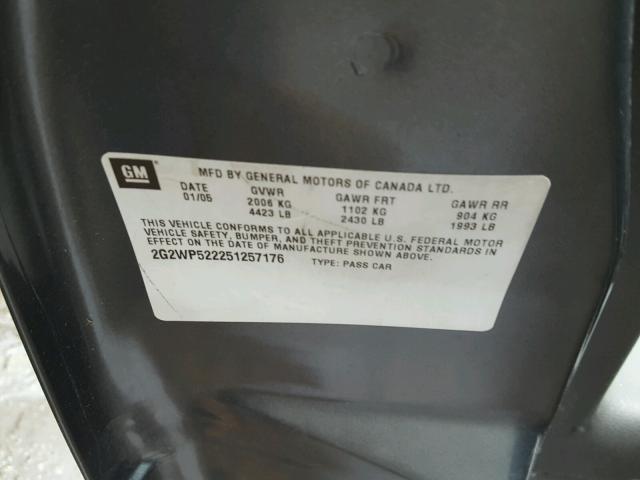 GM
MFD BY GENERAL MOTORS OF CANADA LTD.
DATE GVWR GAWR FRT GAWR RR
01/05 2006 KG 1102 KG 904 KG
4423 LB 2430 LB 1993 LB
THIS VEHICLE CONFORMS TO ALL APPLICABLE U.S. FEDERAL MOTOR
VEHICLE SAFETY, BUMPER, AND THEFT PREVENTION STANDARDS IN
EFFECT ON THE DATE OF MANUFACTURE SHOWN ABOVE.
2G2WP522251257176 TYPE: PASS CAR